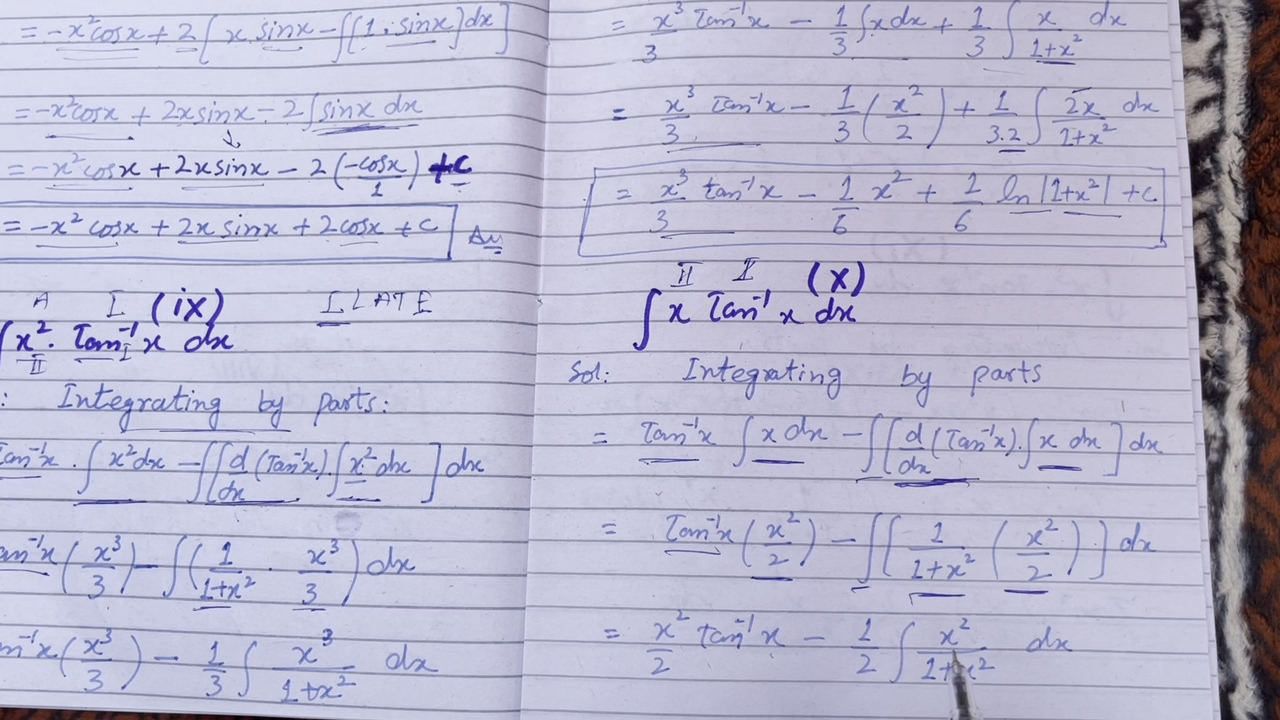 = -x²cosx + 2[x.sinx - ∫[1.sinx]dx]
= -x²cosx + 2xsinx - 2∫sinx dx
= -x²cosx + 2xsinx - 2(-cosx/1) +c
= -x²cosx + 2xsinx + 2cosx + c Ans
A I (ix) ILATE
∫x². Tan⁻¹x dx
II I
: Integrating by parts:
Tan⁻¹x . ∫x²dx - ∫[d/dx (Tan⁻¹x). ∫x² dx] dx
Tan⁻¹x (x³/3) - ∫(1/1+x² . x³/3) dx
Tan⁻¹x (x³/3) - 1/3 ∫ x³/1+x² dx
= x³/3 Tan⁻¹x - 1/3 ∫x dx + 1/3 ∫ x/1+x² dx
= x³/3 Tan⁻¹x - 1/3 (x²/2) + 1/3.2 ∫ 2x/1+x² dx
= x³/3 tan⁻¹x - 1/6 x² + 1/6 ln|1+x²| + c
II I (x)
∫x Tan⁻¹x dx
Sol: Integrating by parts
= Tan⁻¹x ∫x dx - ∫[d/dx (Tan⁻¹x). ∫x dx] dx
= Tan⁻¹x (x²/2) - ∫[1/1+x² (x²/2)] dx
= x²/2 tan⁻¹x - 1/2 ∫ x²/1+x² dx